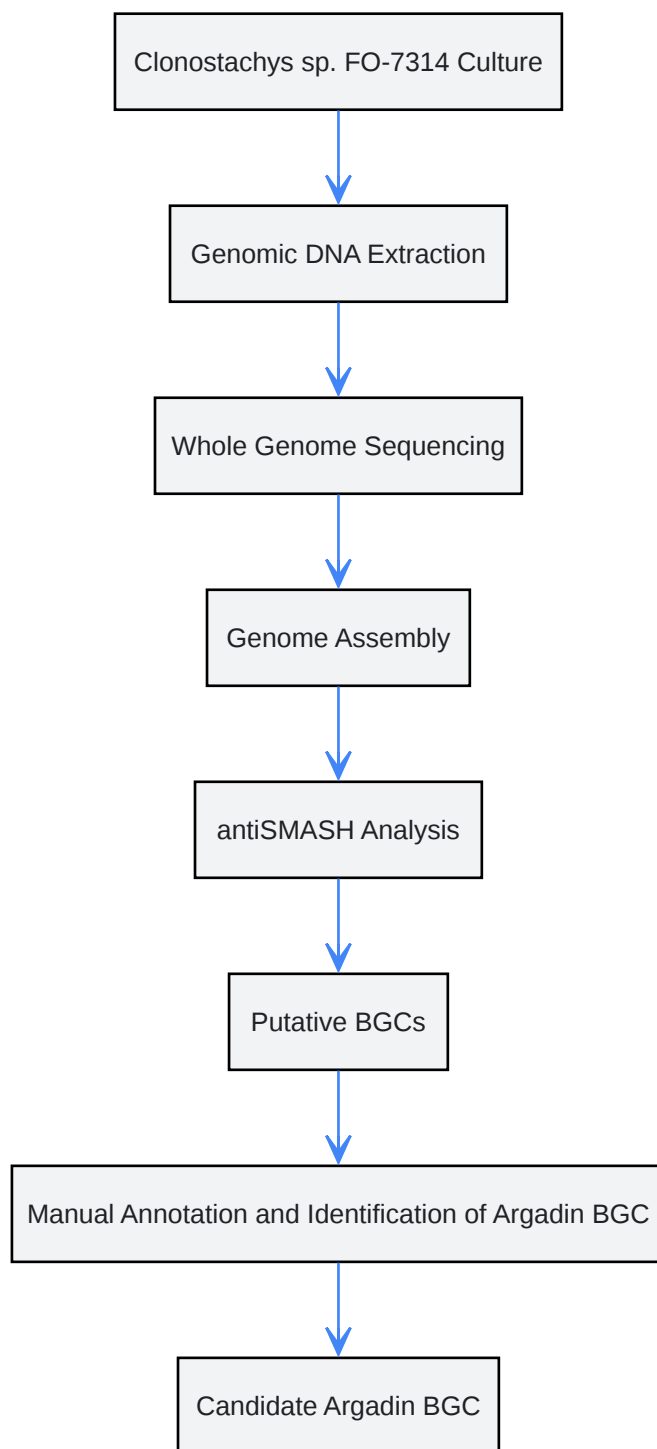 Clonostachys sp. FO-7314 Culture
Genomic DNA Extraction
Whole Genome Sequencing
Genome Assembly
antiSMASH Analysis
Putative BGCs
Manual Annotation and Identification of Argadin BGC
Candidate Argadin BGC